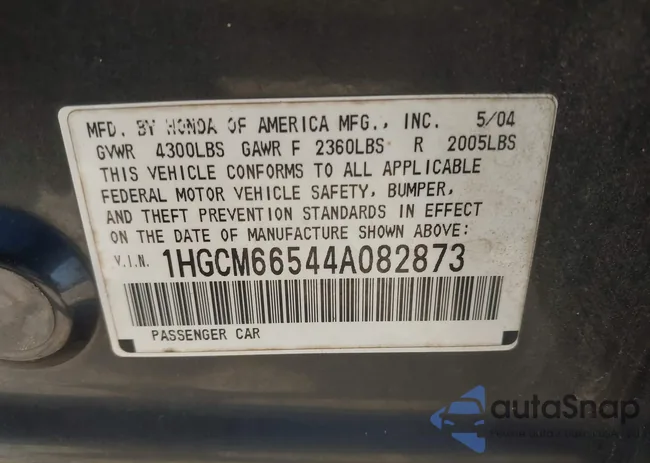 MFD. BY HONDA OF AMERICA MFG., INC. 5/04
GVWR 4300LBS GAWR F 2360LBS R 2005LBS
THIS VEHICLE CONFORMS TO ALL APPLICABLE
FEDERAL MOTOR VEHICLE SAFETY, BUMPER,
AND THEFT PREVENTION STANDARDS IN EFFECT
ON THE DATE OF MANUFACTURE SHOWN ABOVE:
V.I.N. 1HGCM66544A082873
PASSENGER CAR
autaSnap